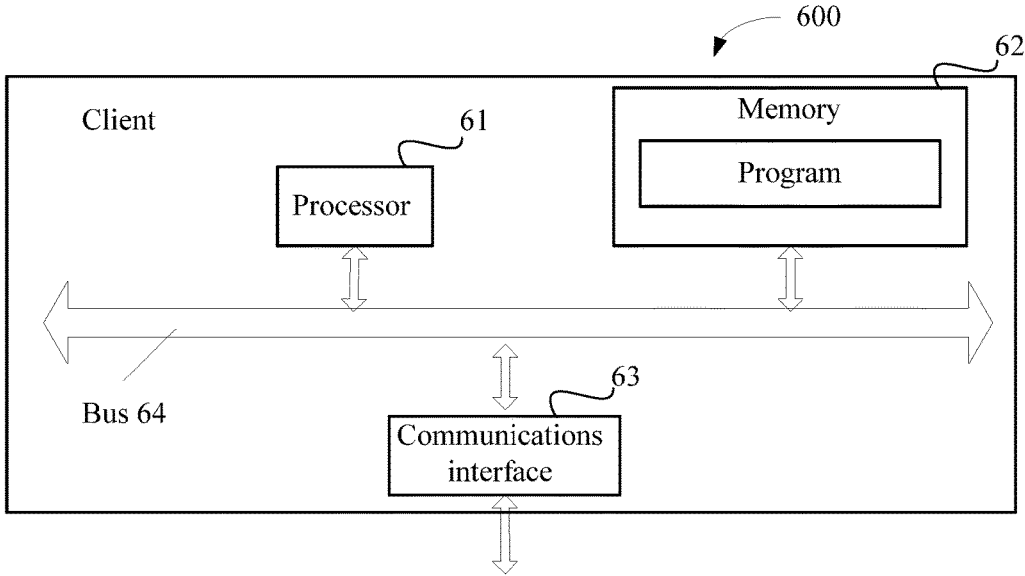 600
62
Client
61
Memory
Program
Processor
Bus 64
63
Communications
interface